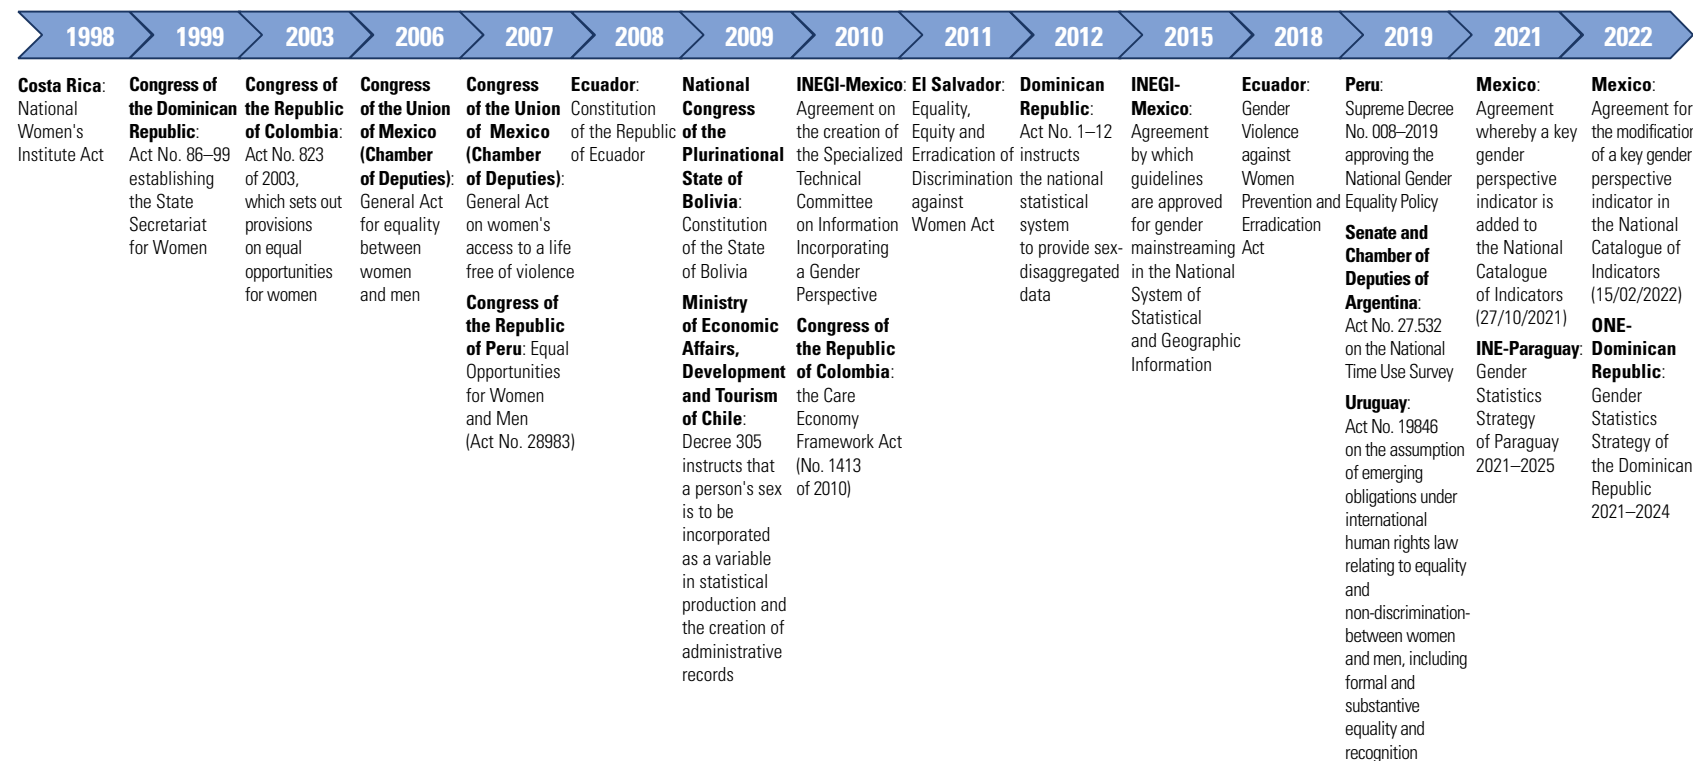 1998
1999
2003
2006
2007
2008
2009
2010
2011
2012
2015
2018
2019
2021
2022
Costa Rica:
National
Women's
Institute Act
Congress of
the Dominican
Republic:
Act No. 86–99
establishing
the State
Secretariat
for Women
Congress of
the Republic
of Colombia:
Act No. 823
of 2003,
which sets out
provisions
on equal
opportunities
for women
Congress
of the Union
of Mexico
(Chamber
of Deputies):
General Act
for equality
between
women
and men
Congress
of the Union
of Mexico
(Chamber
of Deputies):
General Act
on women's
access to a life
free of violence
Congress of
the Republic
of Peru: Equal
Opportunities
for Women
and Men
(Act No. 28983)
Ecuador:
Constitution
of the Republic
of Ecuador
National
Congress
of the
Plurinational
State of
Bolivia:
Constitution
of the State
of Bolivia
Ministry
of Economic
Affairs,
Development
and Tourism
of Chile:
Decree 305
instructs that
a person's sex
is to be
incorporated
as a variable
in statistical
production and
the creation of
administrative
records
INEGI-Mexico:
Agreement on
the creation of
the Specialized
Technical
Committee
on Information
Incorporating
a Gender
Perspective
Congress of
the Republic
of Colombia:
the Care
Economy
Framework Act
(No. 1413
of 2010)
El Salvador:
Equality,
Equity and
Erradication of
Discrimination
against
Women Act
Dominican
Republic:
Act No. 1–12
instructs
the national
statistical
system
to provide sex-
disaggregated
data
INEGI-
Mexico:
Agreement
by which
guidelines
are approved
for gender
mainstreaming
in the National
System of
Statistical
and Geographic
Information
Ecuador:
Gender
Violence
against
Women
Prevention and
Erradication
Act
Peru:
Supreme Decree
No. 008–2019
approving the
National Gender
Equality Policy
Senate and
Chamber of
Deputies of
Argentina:
Act No. 27.532
on the National
Time Use Survey
Uruguay:
Act No. 19846
on the assumption
of emerging
obligations under
international
human rights law
relating to equality
and
non-discrimination-
between women
and men, including
formal and
substantive
equality and
recognition
Mexico:
Agreement
whereby a key
gender
perspective
indicator is
added to
the National
Catalogue
of Indicators
(27/10/2021)
INE-Paraguay:
Gender
Statistics
Strategy
of Paraguay
2021–2025
Mexico:
Agreement for
the modification
of a key gender
perspective
indicator in
the National
Catalogue of
Indicators
(15/02/2022)
ONE-
Dominican
Republic:
Gender
Statistics
Strategy of
the Dominican
Republic
2021–2024